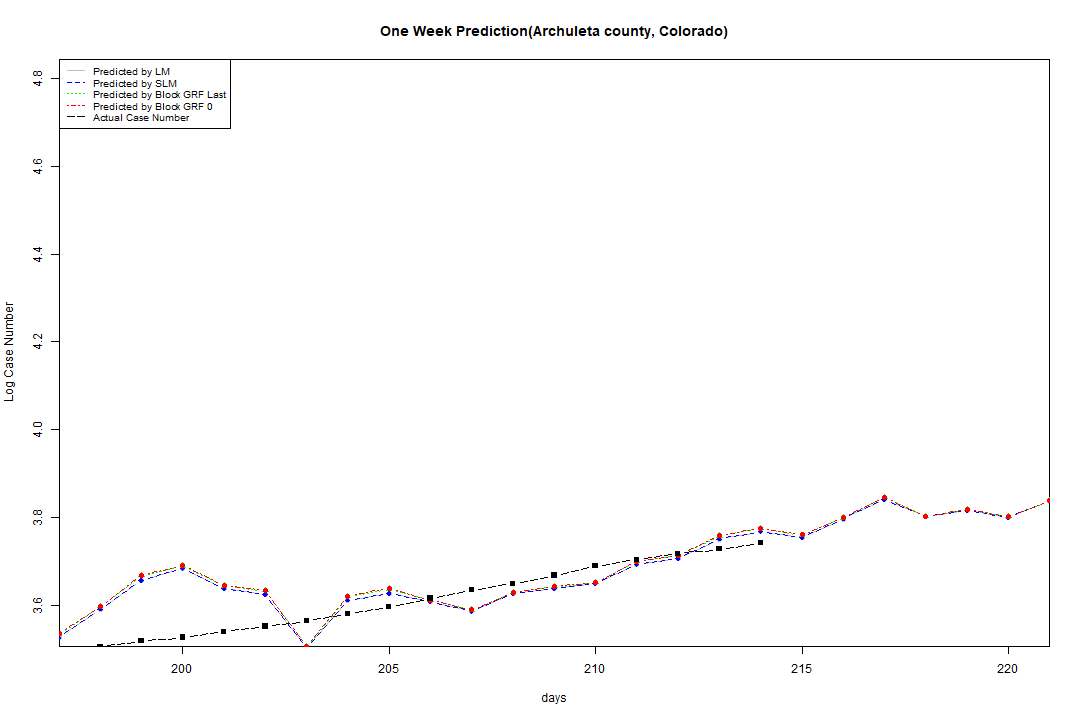 One Week Prediction(Archuleta county, Colorado)
Predicted by LM
Predicted by SLM
Predicted by Block GRF Last
Predicted by Block GRF 0
Actual Case Number
4.8
4.6
4.4
4.2
4.0
3.8
3.6
Log Case Number
200 205 210 215 220
days